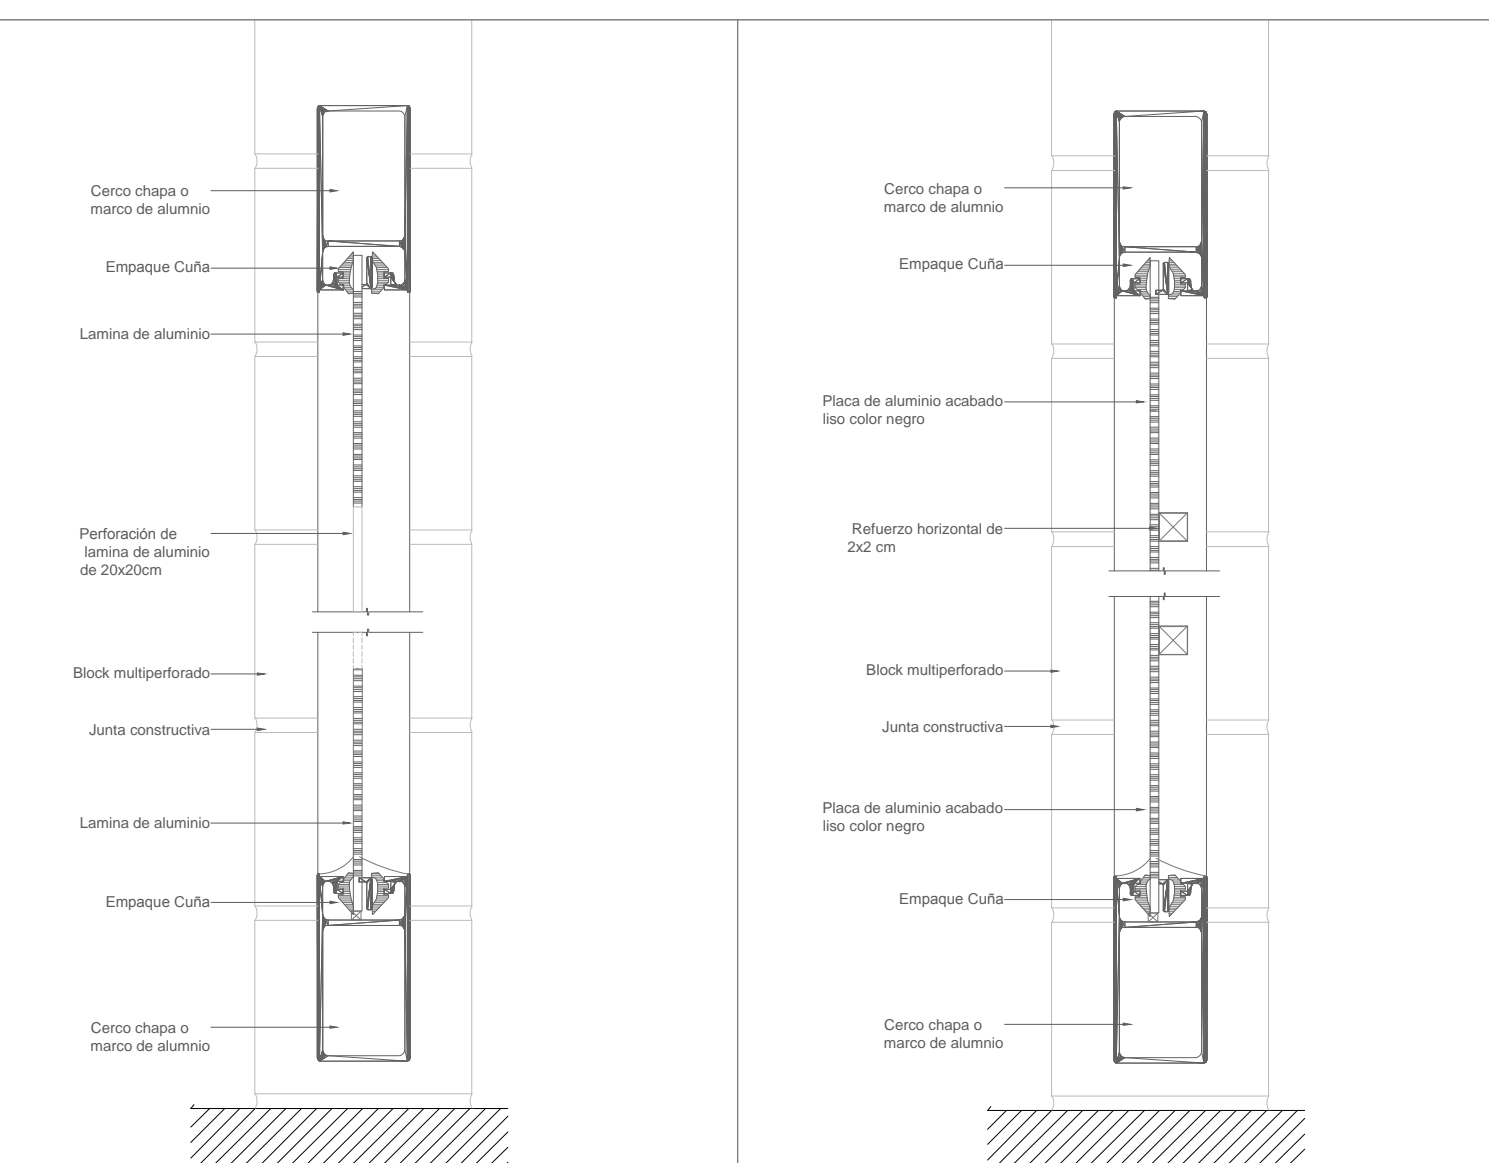 Cerco chapa o
marco de alumnio
Empaque Cuña
Lamina de aluminio
Perforación de
lamina de aluminio
de 20x20cm
Block multiperforado
Junta constructiva
Lamina de aluminio
Empaque Cuña
Cerco chapa o
marco de alumnio
Cerco chapa o
marco de alumnio
Empaque Cuña
Placa de aluminio acabado
liso color negro
Refuerzo horizontal de
2x2 cm
Block multiperforado
Junta constructiva
Placa de aluminio acabado
liso color negro
Empaque Cuña
Cerco chapa o
marco de alumnio